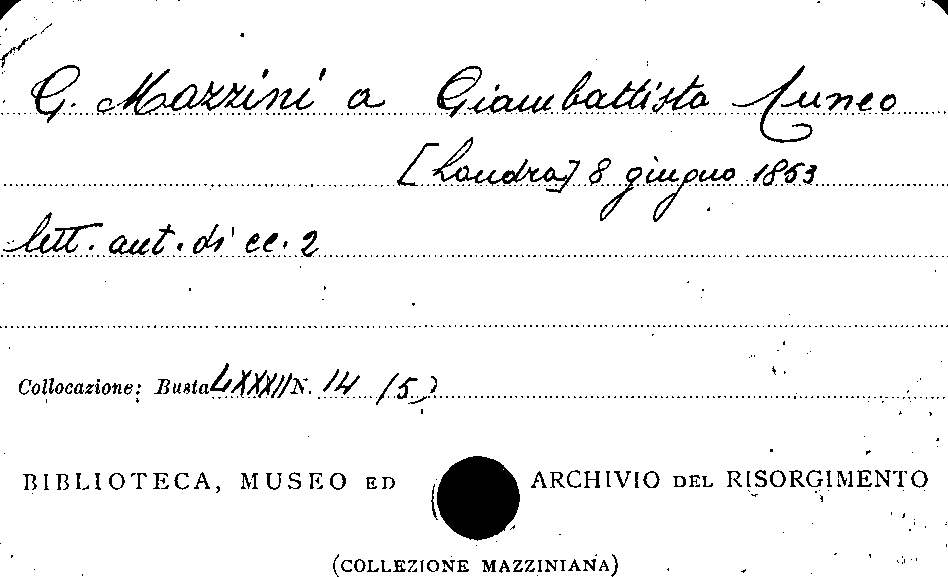 G. Mazzini a Giambattista Cuneo
[Londra] 8 giugno 1853
lett. aut. di cc. 2
Collocazione: Busta LXXXII N. 14 (5)
BIBLIOTECA, MUSEO ED ARCHIVIO DEL RISORGIMENTO
(COLLEZIONE MAZZINIANA)